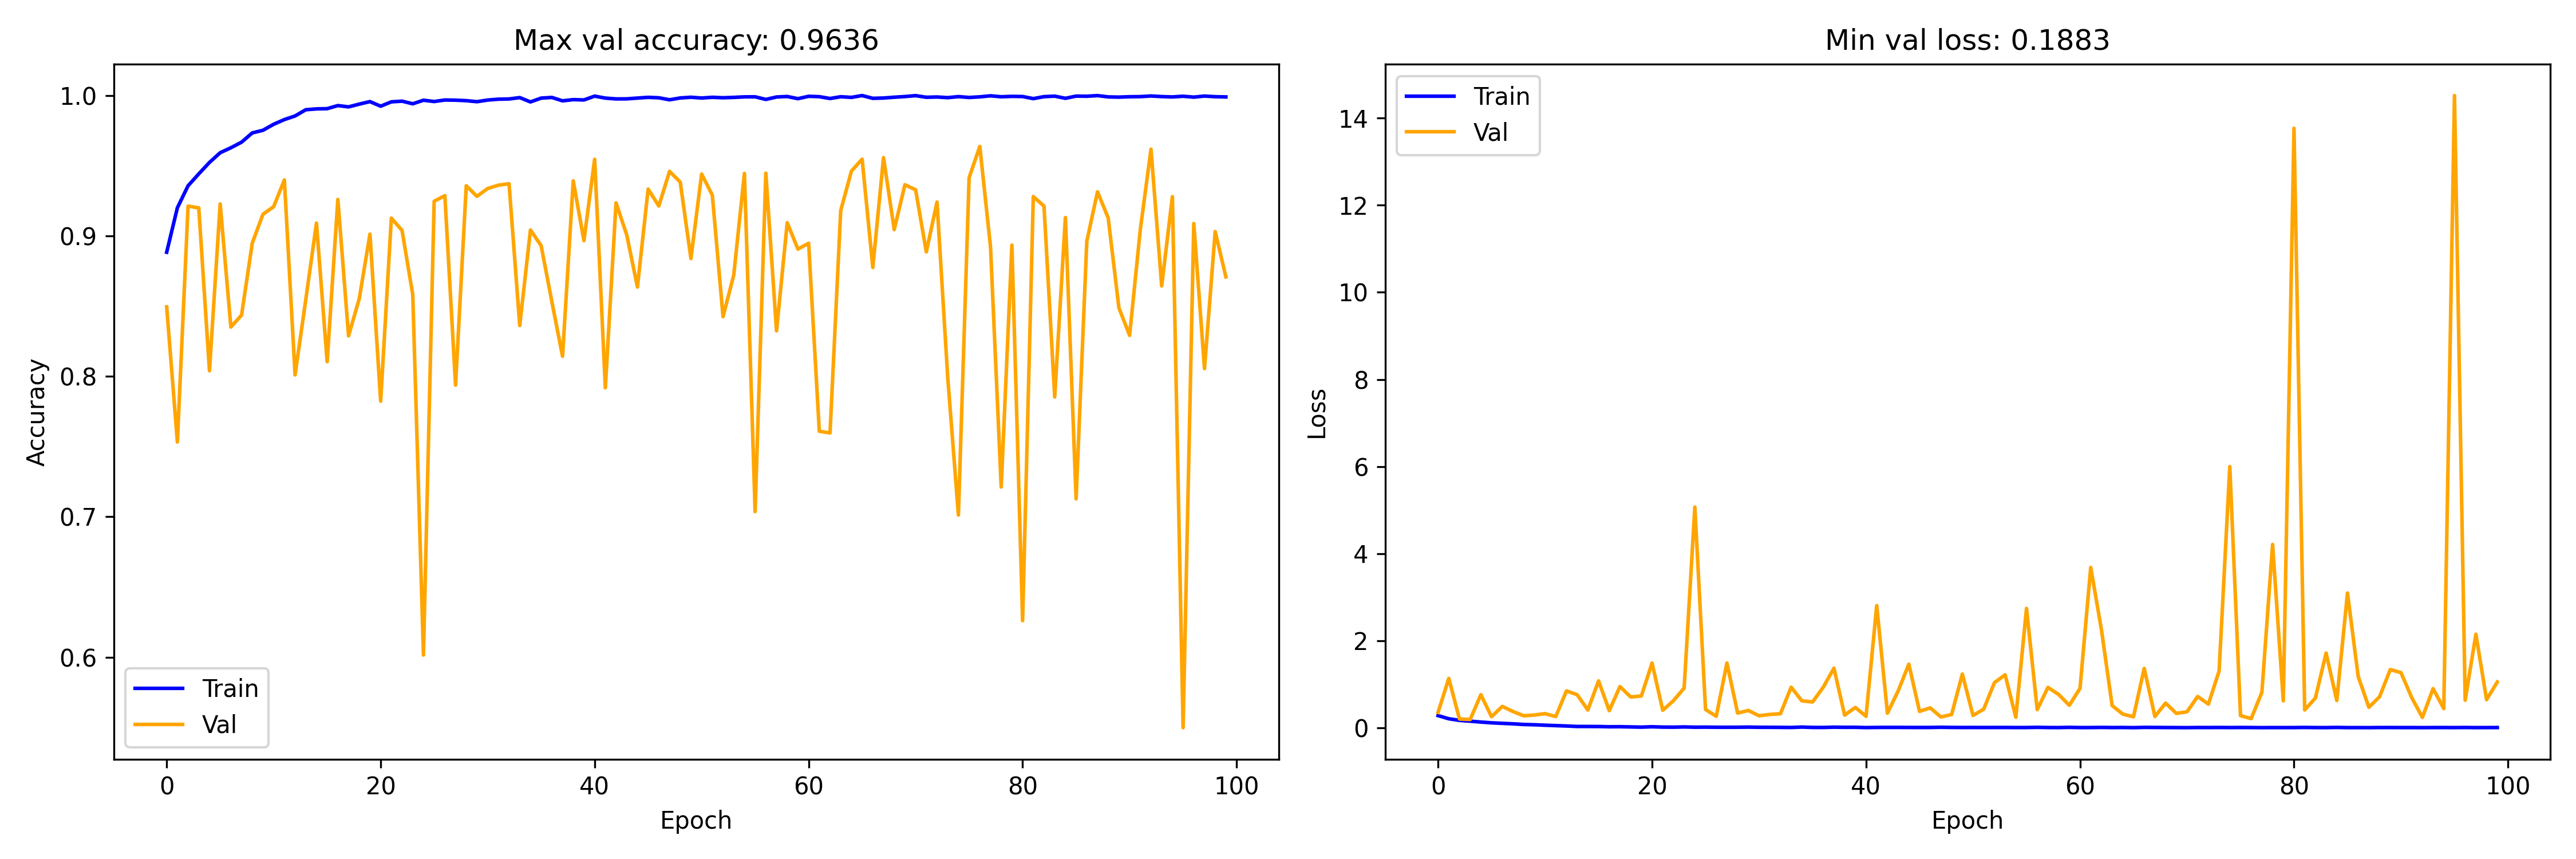 Max val accuracy: 0.9636
1.0
0.9
0.8
0.7
0.6
Accuracy
Train
Val
0 20 40 60 80 100
Epoch
Min val loss: 0.1883
Train
Val
14
12
10
8
6
4
2
0
Loss
0 20 40 60 80 100
Epoch